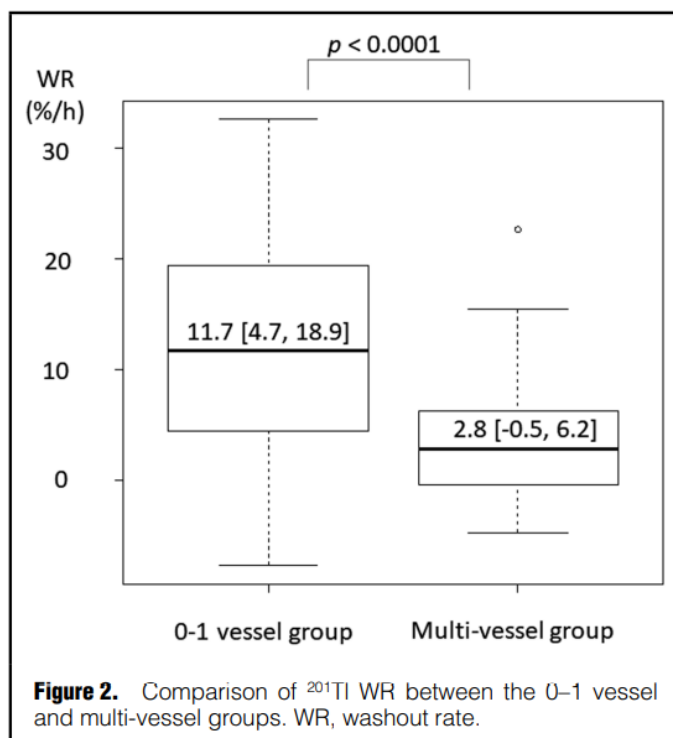 p < 0.0001
WR
(%/h)
30
20
10
0
11.7 [4.7, 18.9]
2.8 [-0.5, 6.2]
0-1 vessel group Multi-vessel group
Figure 2. Comparison of ²⁰¹Tl WR between the 0–1 vessel
and multi-vessel groups. WR, washout rate.